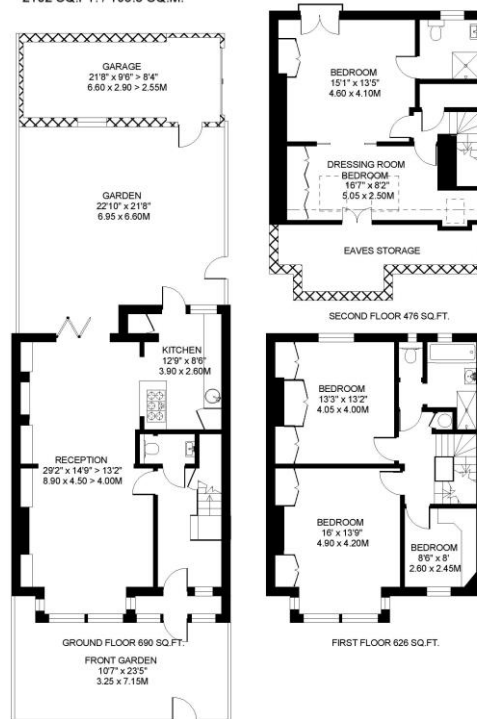 GARAGE
21'8" x 9'6" > 8'4"
6.60 x 2.90 > 2.55M
GARDEN
22'10" x 21'8"
6.95 x 6.60M
KITCHEN
12'9" x 8'6"
3.90 x 2.60M
RECEPTION
29'2" x 14'9" > 13'2"
8.90 x 4.50 > 4.00M
GROUND FLOOR 690 SQ.FT.
FRONT GARDEN
10'7" x 23'5"
3.25 x 7.15M
BEDROOM
15'1" x 13'5"
4.60 x 4.10M
DRESSING ROOM
BEDROOM
16'7" x 8'2"
5.05 x 2.50M
EAVES STORAGE
SECOND FLOOR 476 SQ.FT.
BEDROOM
13'3" x 13'2"
4.05 x 4.00M
BEDROOM
16' x 13'9"
4.90 x 4.20M
BEDROOM
8'6" x 8'
2.60 x 2.45M
FIRST FLOOR 626 SQ.FT.